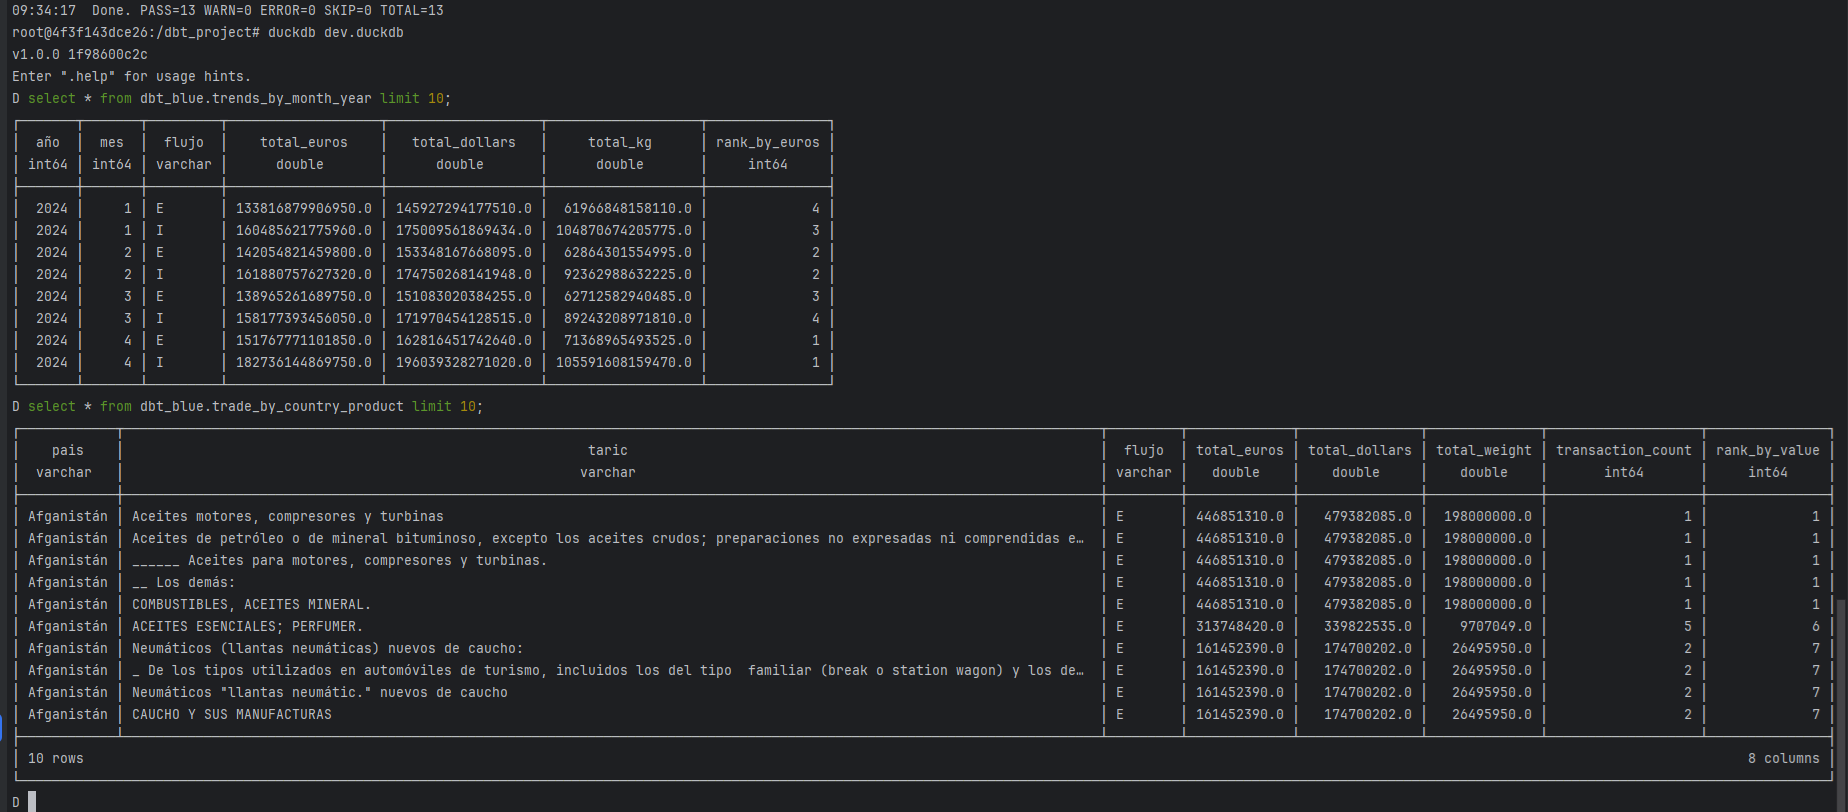 09:34:17  Done. PASS=13 WARN=0 ERROR=0 SKIP=0 TOTAL=13
root@4f3f143dce26:/dbt_project# duckdb dev.duckdb
v1.0.0 1f98600c2c
Enter ".help" for usage hints.
D select * from dbt_blue.trends_by_month_year limit 10;
año mes flujo total_euros total_dollars total_kg rank_by_euros
int64 int64 varchar double double double int64
2024 1 E 133816879906950.0 145927294177510.0 61966848158110.0 4
2024 1 I 160485621775960.0 175009561869434.0 104870674205775.0 3
2024 2 E 142054821459800.0 153348167668095.0 62864301554995.0 2
2024 2 I 161880757627320.0 174750268141948.0 92362988632225.0 2
2024 3 E 138965261689750.0 151083020384255.0 62712582940485.0 3
2024 3 I 158177393456050.0 171970454128515.0 89243208971810.0 4
2024 4 E 151767771101850.0 162816451742640.0 71368965493525.0 1
2024 4 I 182736144869750.0 196039328271020.0 105591608159470.0 1
D select * from dbt_blue.trade_by_country_product limit 10;
pais taric flujo total_euros total_dollars total_weight transaction_count rank_by_value
varchar varchar varchar double double double int64 int64
Afganistán Aceites motores, compresores y turbinas E 446851310.0 479382085.0 198000000.0 1 1
Afganistán Aceites de petróleo o de mineral bituminoso, excepto los aceites crudos; preparaciones no expresadas ni comprendidas e… E 446851310.0 479382085.0 198000000.0 1 1
Afganistán ______ Aceites para motores, compresores y turbinas. E 446851310.0 479382085.0 198000000.0 1 1
Afganistán __ Los demás: E 446851310.0 479382085.0 198000000.0 1 1
Afganistán COMBUSTIBLES, ACEITES MINERAL. E 446851310.0 479382085.0 198000000.0 1 1
Afganistán ACEITES ESENCIALES; PERFUMER. E 313748420.0 339822535.0 9707049.0 5 6
Afganistán Neumáticos (llantas neumáticas) nuevos de caucho: E 161452390.0 174700202.0 26495950.0 2 7
Afganistán _ De los tipos utilizados en automóviles de turismo, incluidos los del tipo  familiar (break o station wagon) y los de… E 161452390.0 174700202.0 26495950.0 2 7
Afganistán Neumáticos "llantas neumátic." nuevos de caucho E 161452390.0 174700202.0 26495950.0 2 7
Afganistán CAUCHO Y SUS MANUFACTURAS E 161452390.0 174700202.0 26495950.0 2 7
10 rows 8 columns
D